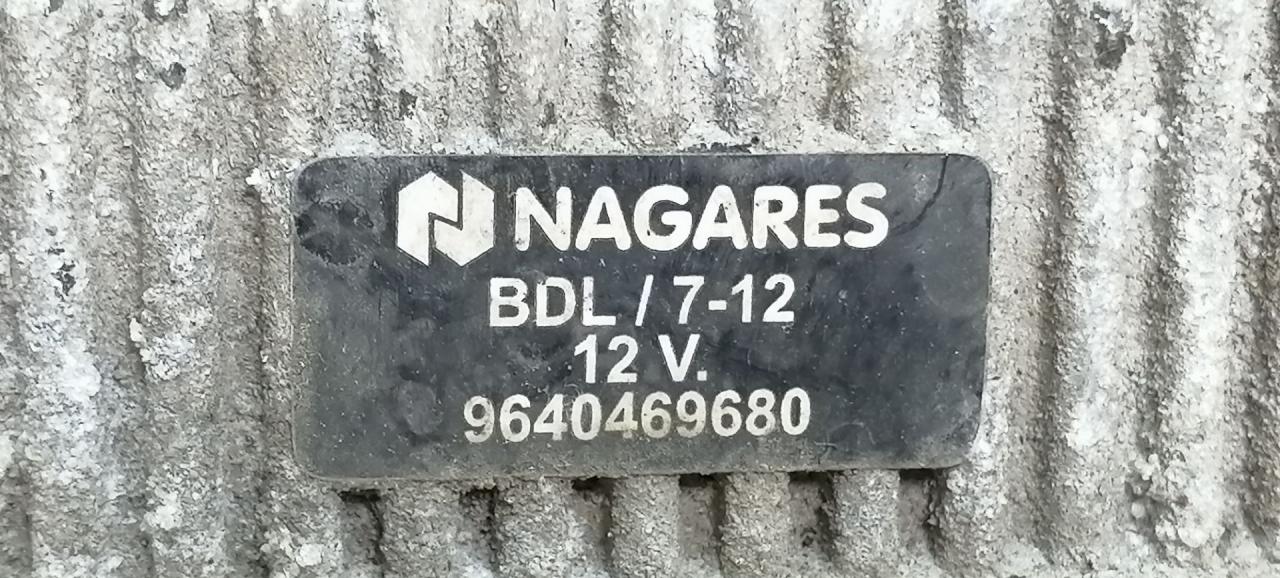 NAGARES
BDL / 7-12
12 V.
9640469680